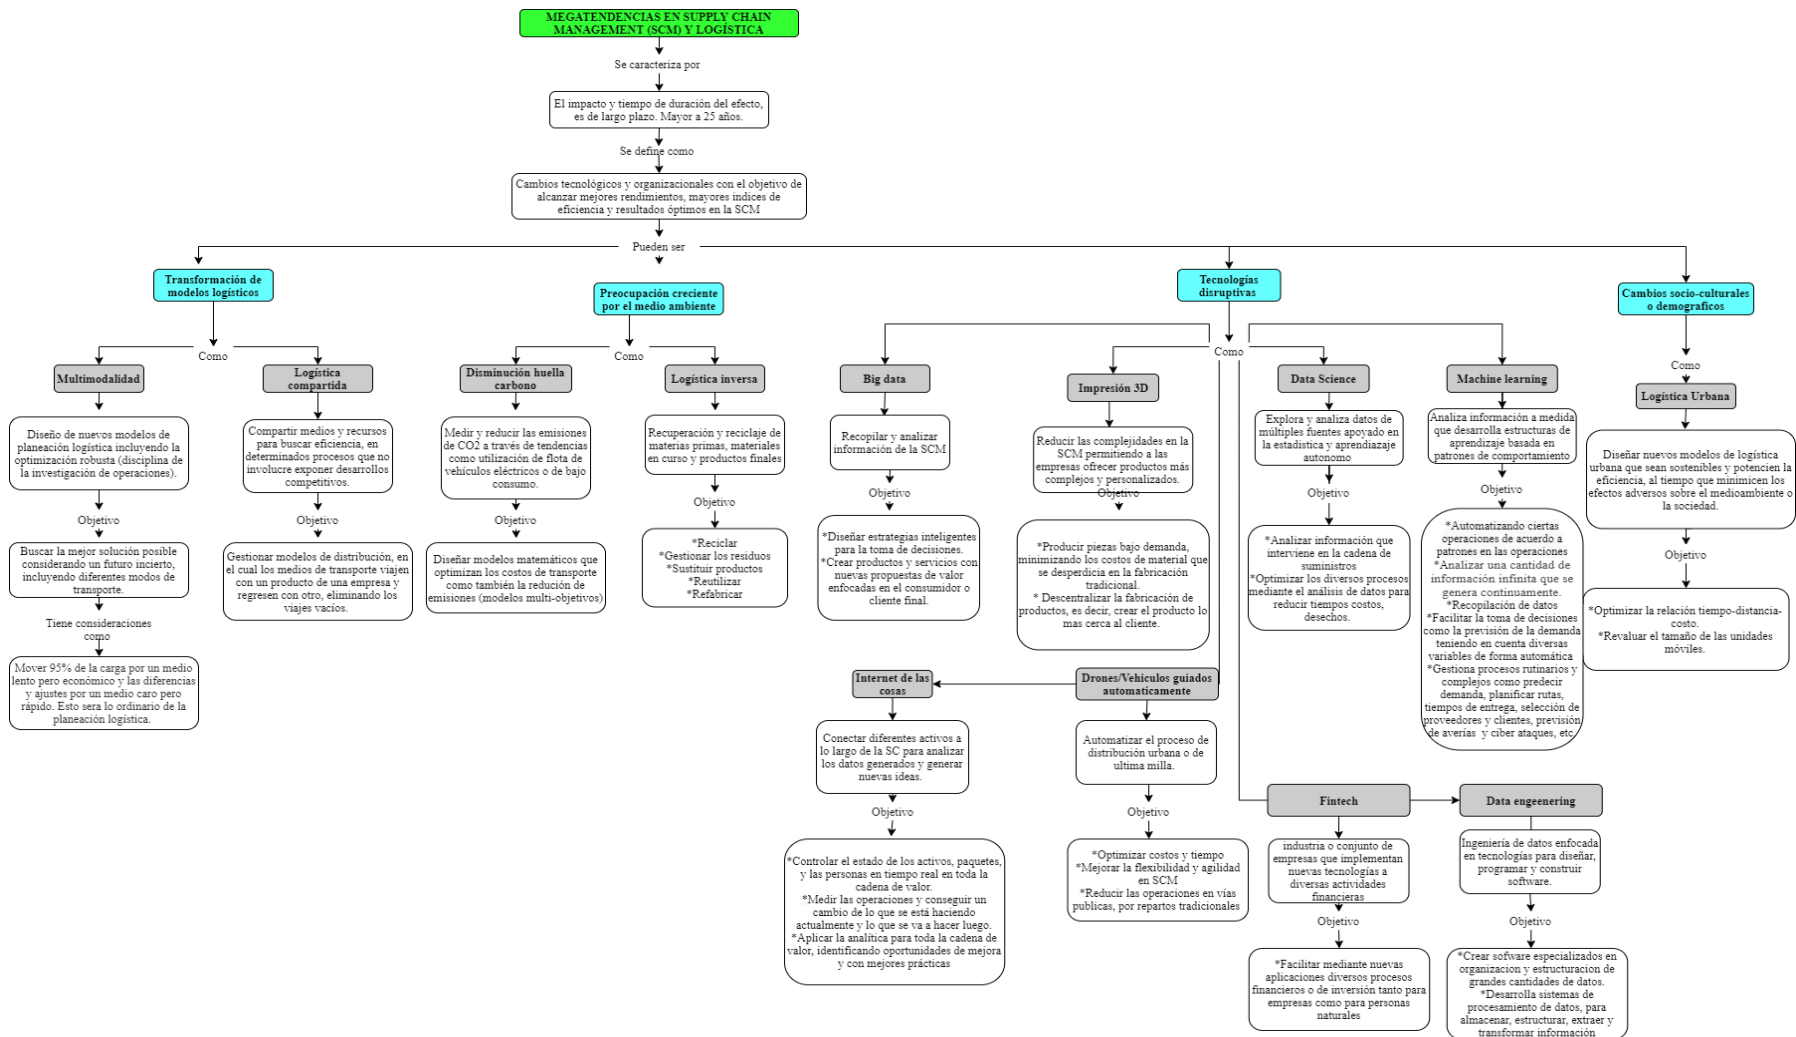 MEGATENDENCIAS EN SUPPLY CHAIN
MANAGEMENT (SCM) Y LOGÍSTICA
Se caracteriza por
El impacto y tiempo de duración del efecto,
es de largo plazo. Mayor a 25 años.
Se define como
Cambios tecnológicos y organizacionales con el objetivo de
alcanzar mejores rendimientos, mayores indices de
eficiencia y resultados óptimos en la SCM
Pueden ser
Transformación de
modelos logísticos
Como
Multimodalidad
Diseño de nuevos modelos de
planeación logística incluyendo la
optimización robusta (disciplina de
la investigación de operaciones).
Objetivo
Buscar la mejor solución posible
considerando un futuro incierto,
incluyendo diferentes modos de
transporte.
Tiene consideraciones
como
Mover 95% de la carga por un medio
lento pero económico y las diferencias
y ajustes por un medio caro pero
rápido. Esto sera lo ordinario de la
planeación logística.
Logística
compartida
Compartir medios y recursos
para buscar eficiencia, en
determinados procesos que no
involucre exponer desarrollos
competitivos.
Objetivo
Gestionar modelos de distribución, en
el cual los medios de transporte viajen
con un producto de una empresa y
regresen con otro, eliminando los
viajes vacíos.
Preocupación creciente
por el medio ambiente
Como
Disminución huella
carbono
Medir y reducir las emisiones
de CO2 a través de tendencias
como utilización de flota de
vehículos eléctricos o de bajo
consumo.
Objetivo
Diseñar modelos matemáticos que
optimizan los costos de transporte
como también la redución de
emisiones (modelos multi-objetivos)
Logística inversa
Recuperación y reciclaje de
materias primas, materiales
en curso y productos finales
Objetivo
*Reciclar
*Gestionar los residuos
*Sustituir productos
*Reutilizar
*Refabricar
Tecnologías
disruptivas
Como
Big data
Recopilar y analizar
información de la SCM
Objetivo
*Diseñar estrategias inteligentes
para la toma de decisiones.
*Crear productos y servicios con
nuevas propuestas de valor
enfocadas en el consumidor o
cliente final.
Impresión 3D
Reducir las complejidades en la
SCM permitiendo a las
empresas ofrecer productos más
complejos y personalizados.
Objetivo
*Producir piezas bajo demanda,
minimizando los costos de material que
se desperdicia en la fabricación
tradicional.
* Descentralizar la fabricación de
productos, es decir, crear el producto lo
mas cerca al cliente.
Data Science
Explora y analiza datos de
múltiples fuentes apoyado en
la estadística y aprendiazaje
autonomo
Objetivo
*Analizar información que
interviene en la cadena de
suministros
*Optimizar los diversos procesos
mediante el análisis de datos para
reducir tiempos costos,
desechos.
Machine learning
Analiza información a medida
que desarrolla estructuras de
aprendizaje basada en
patrones de comportamiento
Objetivo
*Automatizando ciertas
operaciones de acuerdo a
patrones en las operaciones
*Analizar una cantidad de
información infinita que se
genera continuamente.
*Recopilación de datos
*Facilitar la toma de decisiones
como la previsión de la demanda
teniendo en cuenta diversas
variables de forma automática
*Gestiona procesos rutinarios y
complejos como predecir
demanda, planificar rutas,
tiempos de entrega, selección de
proveedores y clientes, previsión
de averías y ciber ataques, etc.
Internet de las
cosas
Conectar diferentes activos a
lo largo de la SC para analizar
los datos generados y generar
nuevas ideas.
Objetivo
*Controlar el estado de los activos, paquetes,
y las personas en tiempo real en toda la
cadena de valor.
*Medir las operaciones y conseguir un
cambio de lo que se está haciendo
actualmente y lo que se va a hacer luego.
*Aplicar la analítica para toda la cadena de
valor, identificando oportunidades de mejora
y con mejores prácticas
Drones/Vehículos guiados
automaticamente
Automatizar el proceso de
distribución urbana o de
ultima milla.
Objetivo
*Optimizar costos y tiempo
*Mejorar la flexibilidad y agilidad
en SCM
*Reducir las operaciones en vías
publicas, por repartos tradicionales
Fintech
industria o conjunto de
empresas que implementan
nuevas tecnologías a
diversas actividades
financieras
Objetivo
*Facilitar mediante nuevas
aplicaciones diversos procesos
financieros o de inversión tanto para
empresas como para personas
naturales
Data engeenering
Ingeniería de datos enfocada
en tecnologías para diseñar,
programar y construir
software.
Objetivo
*Crear sofware especializados en
organizacion y estructuracion de
grandes cantidades de datos.
*Desarrolla sistemas de
procesamiento de datos, para
almacenar, estructurar, extraer y
transformar información
Cambios socio-culturales
o demograficos
Como
Logística Urbana
Diseñar nuevos modelos de logística
urbana que sean sostenibles y potencien la
eficiencia, al tiempo que minimicen los
efectos adversos sobre el medioambiente o
la sociedad.
Objetivo
*Optimizar la relación tiempo-distancia-
costo.
*Revaluar el tamaño de las unidades
móviles.